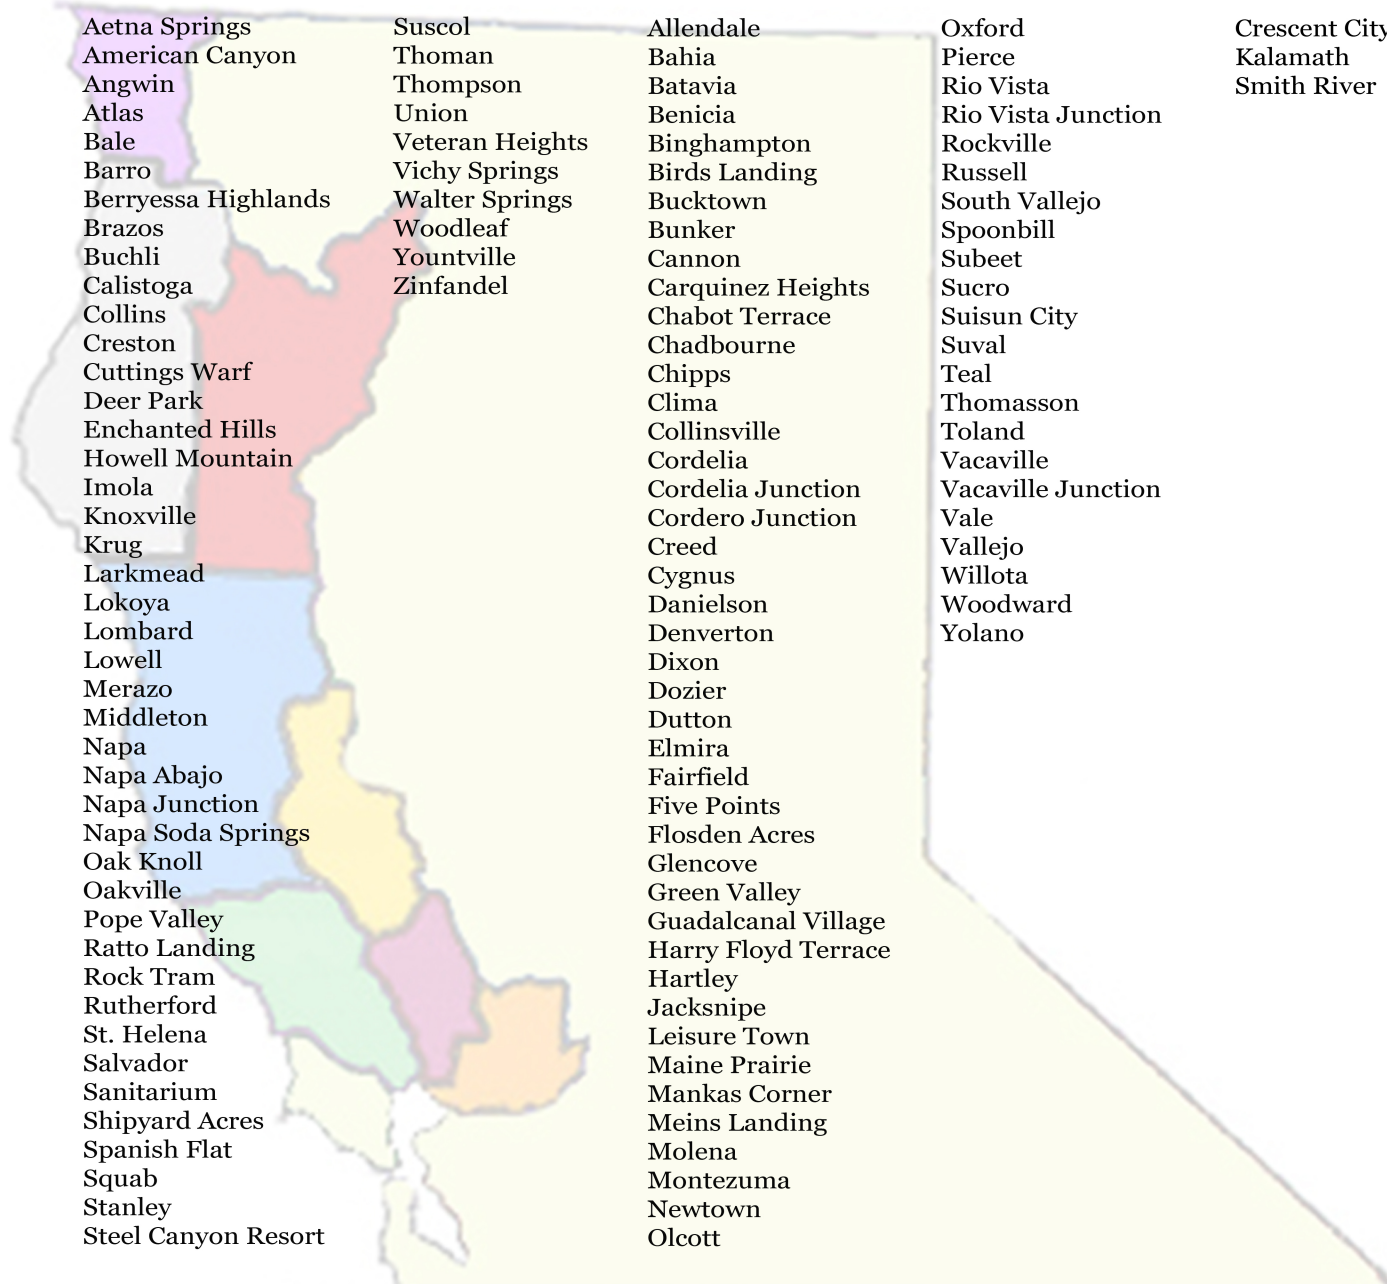 Aetna Springs
American Canyon
Angwin
Atlas
Bale
Barro
Berryessa Highlands
Brazos
Buchli
Calistoga
Collins
Creston
Cuttings Warf
Deer Park
Enchanted Hills
Howell Mountain
Imola
Knoxville
Krug
Larkmead
Lokoya
Lombard
Lowell
Merazo
Middleton
Napa
Napa Abajo
Napa Junction
Napa Soda Springs
Oak Knoll
Oakville
Pope Valley
Ratto Landing
Rock Tram
Rutherford
St. Helena
Salvador
Sanitarium
Shipyard Acres
Spanish Flat
Squab
Stanley
Steel Canyon Resort
Suscol
Thoman
Thompson
Union
Veteran Heights
Vichy Springs
Walter Springs
Woodleaf
Yountville
Zinfandel
Allendale
Bahia
Batavia
Benicia
Binghampton
Birds Landing
Bucktown
Bunker
Cannon
Carquinez Heights
Chabot Terrace
Chadbourne
Chipps
Clima
Collinsville
Cordelia
Cordelia Junction
Cordero Junction
Creed
Cygnus
Danielson
Denverton
Dixon
Dozier
Dutton
Elmira
Fairfield
Five Points
Flosden Acres
Glencove
Green Valley
Guadalcanal Village
Harry Floyd Terrace
Hartley
Jacksnipe
Leisure Town
Maine Prairie
Mankas Corner
Meins Landing
Molena
Montezuma
Newtown
Olcott
Oxford
Pierce
Rio Vista
Rio Vista Junction
Rockville
Russell
South Vallejo
Spoonbill
Subeet
Sucro
Suisun City
Suval
Teal
Thomasson
Toland
Vacaville
Vacaville Junction
Vale
Vallejo
Willota
Woodward
Yolano
Crescent City
Kalamath
Smith River